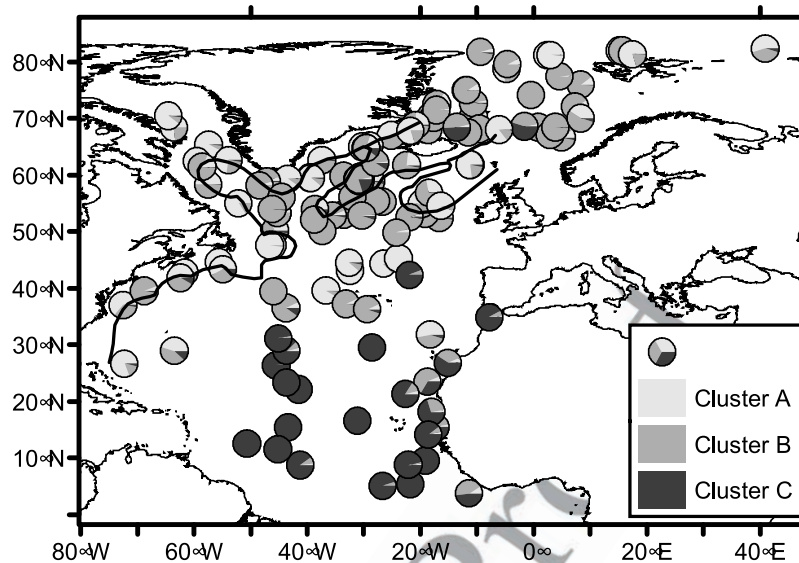 80∞N
70∞N
60∞N
50∞N
40∞N
30∞N
20∞N
10∞N
Cluster A
Cluster B
Cluster C
80∞W
60∞W
40∞W
20∞W
0∞
20∞E
40∞E